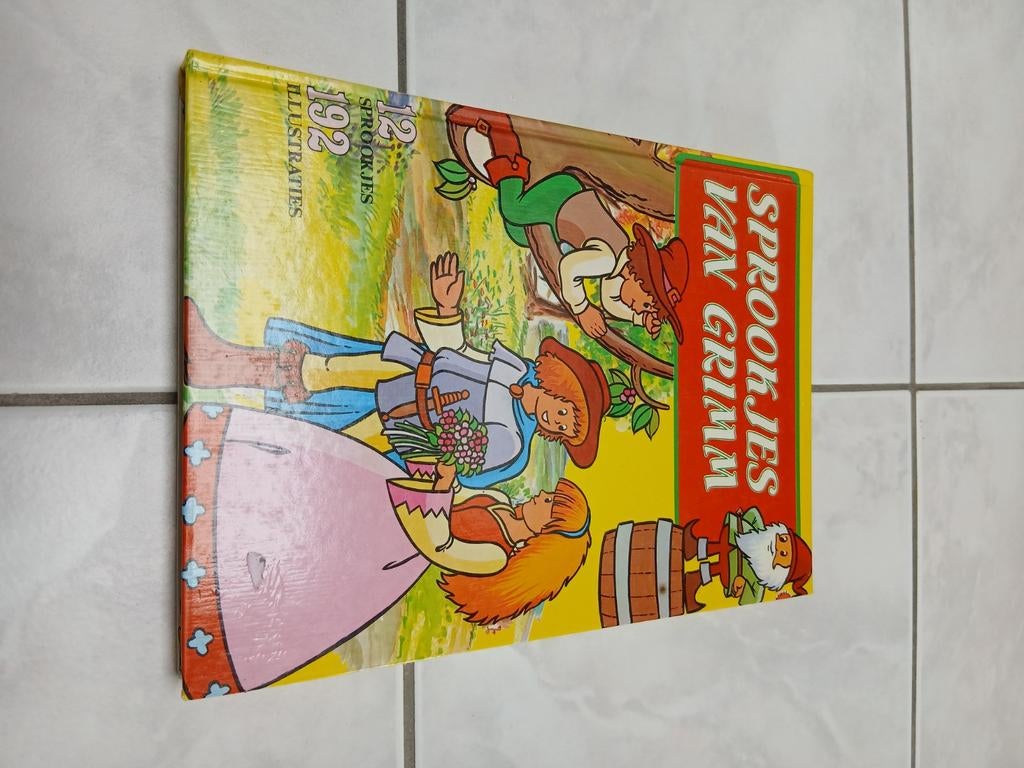 SPROOKJES
VAN GRIMM
12
SPROOKJES
192
ILLUSTRATIES